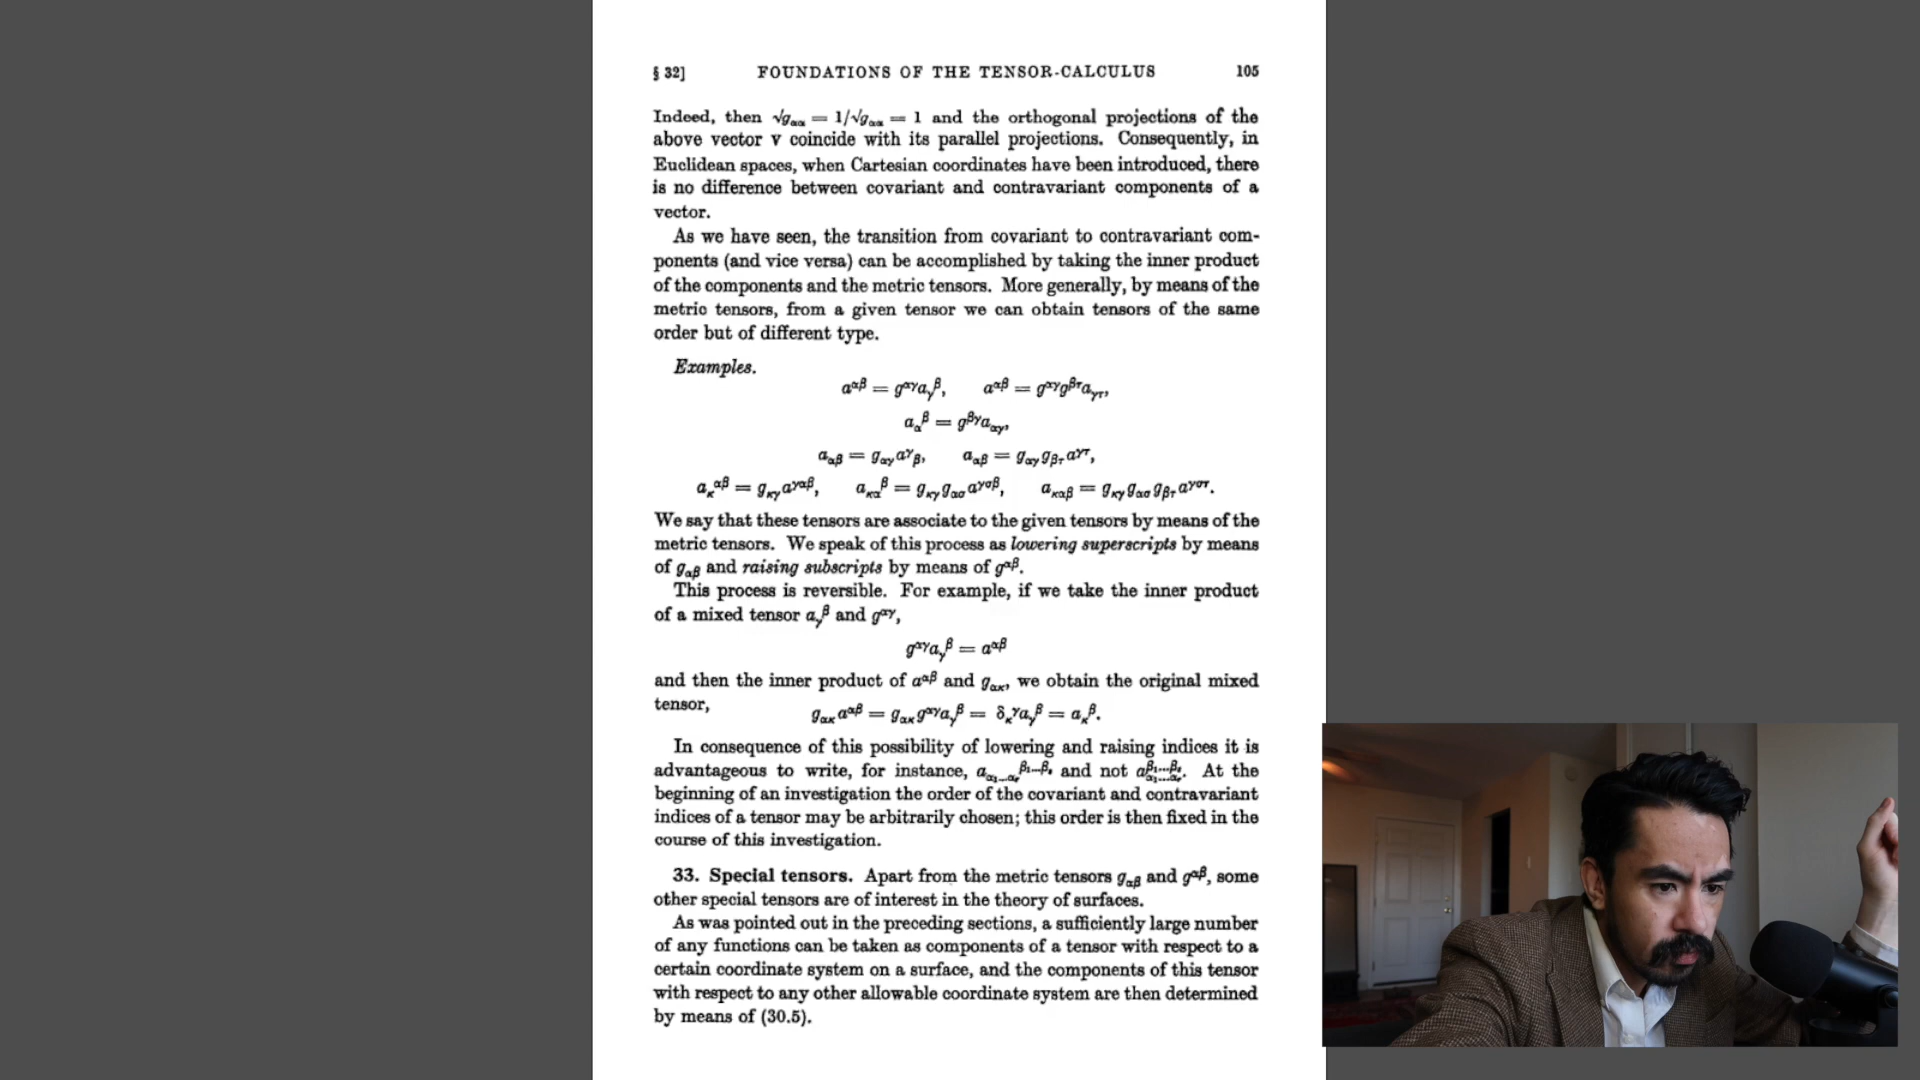 § 32] FOUNDATIONS OF THE TENSOR-CALCULUS 105
Indeed, then √g_αα = 1/√g_αα = 1 and the orthogonal projections of the
above vector v coincide with its parallel projections. Consequently, in
Euclidean spaces, when Cartesian coordinates have been introduced, there
is no difference between covariant and contravariant components of a
vector.
As we have seen, the transition from covariant to contravariant com-
ponents (and vice versa) can be accomplished by taking the inner product
of the components and the metric tensors. More generally, by means of the
metric tensors, from a given tensor we can obtain tensors of the same
order but of different type.
Examples.
a^αβ = g^αγ a_γ^β, a^αβ = g^αγ g^βτ a_γτ,
a_α^β = g^βγ a_αγ,
a_αβ = g_αγ a^γ_β, a_αβ = g_αγ g_βτ a^γτ,
a_κ^αβ = g_κγ a^γαβ, a_κα^β = g_κγ g_ασ a^γσβ, a_καβ = g_κγ g_ασ g_βτ a^γστ.
We say that these tensors are associate to the given tensors by means of the
metric tensors. We speak of this process as lowering superscripts by means
of g_αβ and raising subscripts by means of g^αβ.
This process is reversible. For example, if we take the inner product
of a mixed tensor a_γ^β and g^αγ,
g^αγ a_γ^β = a^αβ
and then the inner product of a^αβ and g_ακ, we obtain the original mixed
tensor,
g_ακ a^αβ = g_ακ g^αγ a_γ^β = δ_κ^γ a_γ^β = a_κ^β.
In consequence of this possibility of lowering and raising indices it is
advantageous to write, for instance, a_α₁...αᵣ^β₁...βₛ and not a^β₁...βₛ_α₁...αᵣ. At the
beginning of an investigation the order of the covariant and contravariant
indices of a tensor may be arbitrarily chosen; this order is then fixed in the
course of this investigation.
33. Special tensors. Apart from the metric tensors g_αβ and g^αβ, some
other special tensors are of interest in the theory of surfaces.
As was pointed out in the preceding sections, a sufficiently large number
of any functions can be taken as components of a tensor with respect to a
certain coordinate system on a surface, and the components of this tensor
with respect to any other allowable coordinate system are then determined
by means of (30.5).